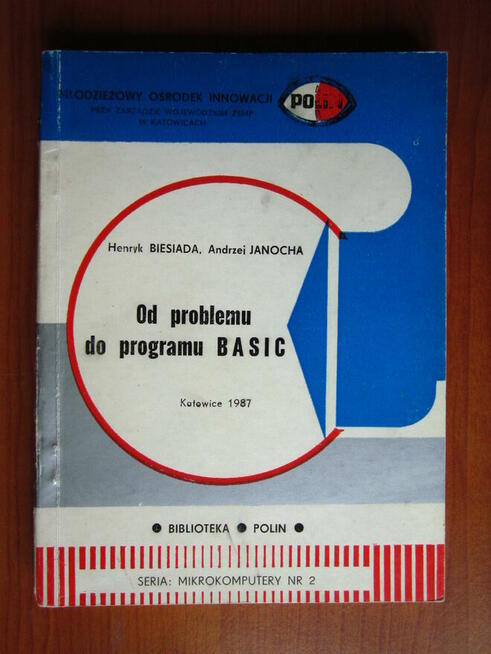 MŁODZIEŻOWY OŚRODEK INNOWACJI
PRZY ZARZĄDZIE WOJEWÓDZKIM ZSMP
W KATOWICACH
Henryk BIESIADA, Andrzej JANOCHA
Od problemu
do programu BASIC
Katowice 1987
• BIBLIOTEKA • POLIN •
SERIA: MIKROKOMPUTERY NR 2